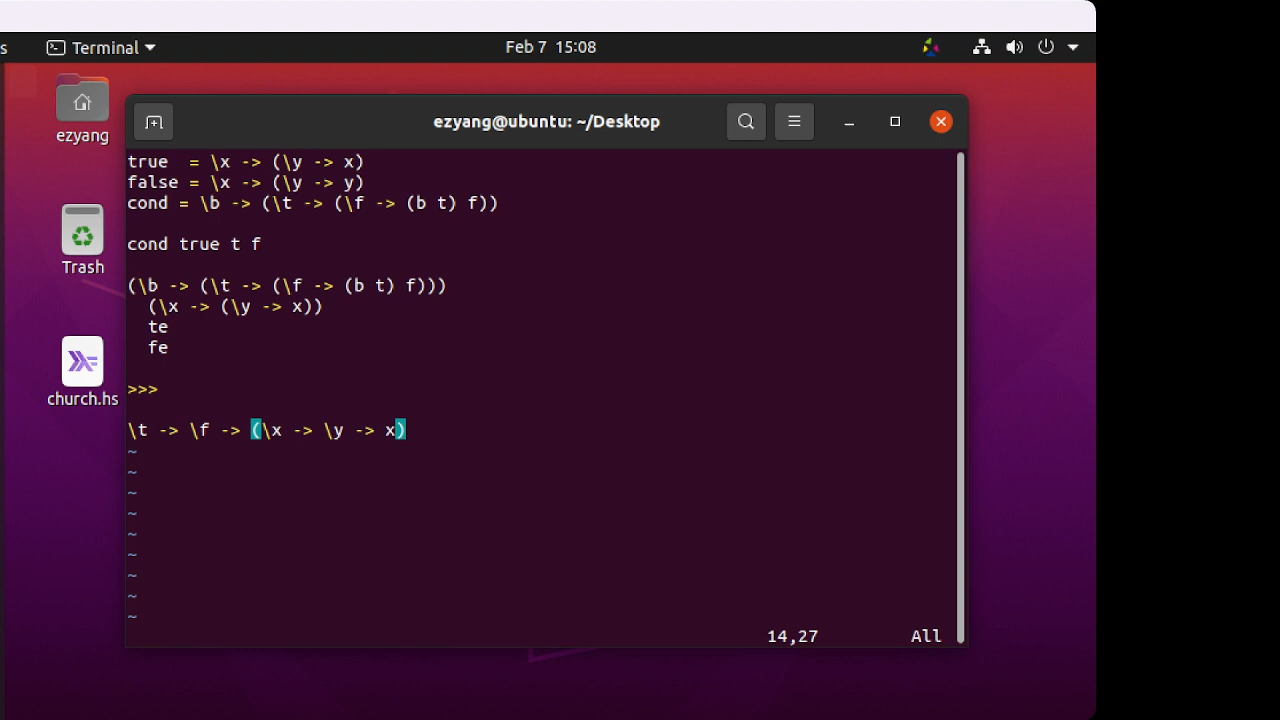 s Terminal Feb 7 15:08
ezyang
Trash
church.hs
ezyang@ubuntu: ~/Desktop
true  = \x -> (\y -> x)
false = \x -> (\y -> y)
cond = \b -> (\t -> (\f -> (b t) f))
cond true t f
(\b -> (\t -> (\f -> (b t) f)))
  (\x -> (\y -> x))
  te
  fe
>>>
\t -> \f -> (\x -> \y -> x)
~
~
~
~
~
~
~
~
~
14,27 All